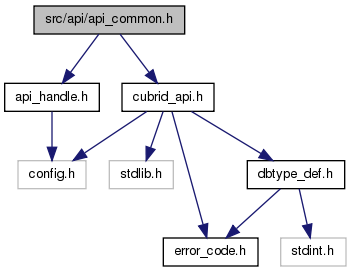 src/api/api_common.h
api_handle.h
cubrid_api.h
config.h
stdlib.h
dbtype_def.h
error_code.h
stdint.h